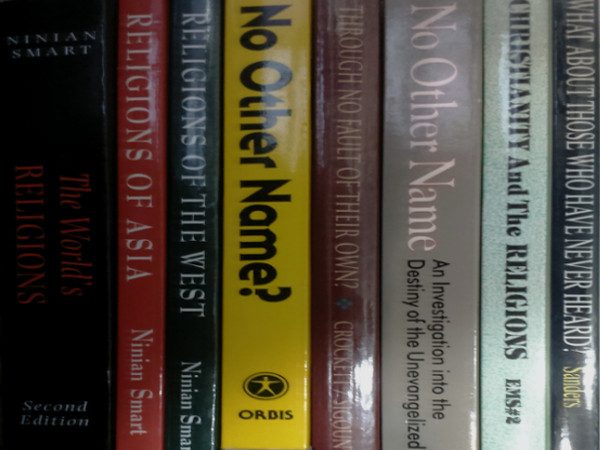 NINIAN
SMART
The World's
RELIGIONS
Second
Edition
RELIGIONS OF ASIA
Ninian Smart
RELIGIONS OF THE WEST
Ninian Smart
No Other Name?
ORBIS
THROUGH NO FAULT OF THEIR OWN?
CROCKETT
No Other Name
An Investigation into the
Destiny of the Unevangelized
CHRISTIANITY And The RELIGIONS
EMS#2
WHAT ABOUT THOSE WHO HAVE NEVER HEARD?
Sanders